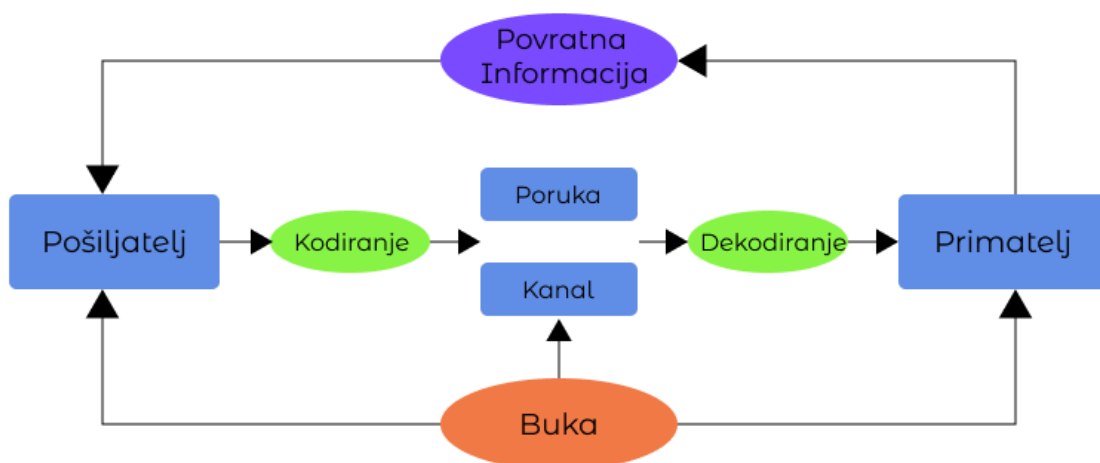 Povratna
Informacija
Poruka
Pošiljatelj
Kodiranje
Dekodiranje
Primatelj
Kanal
Buka